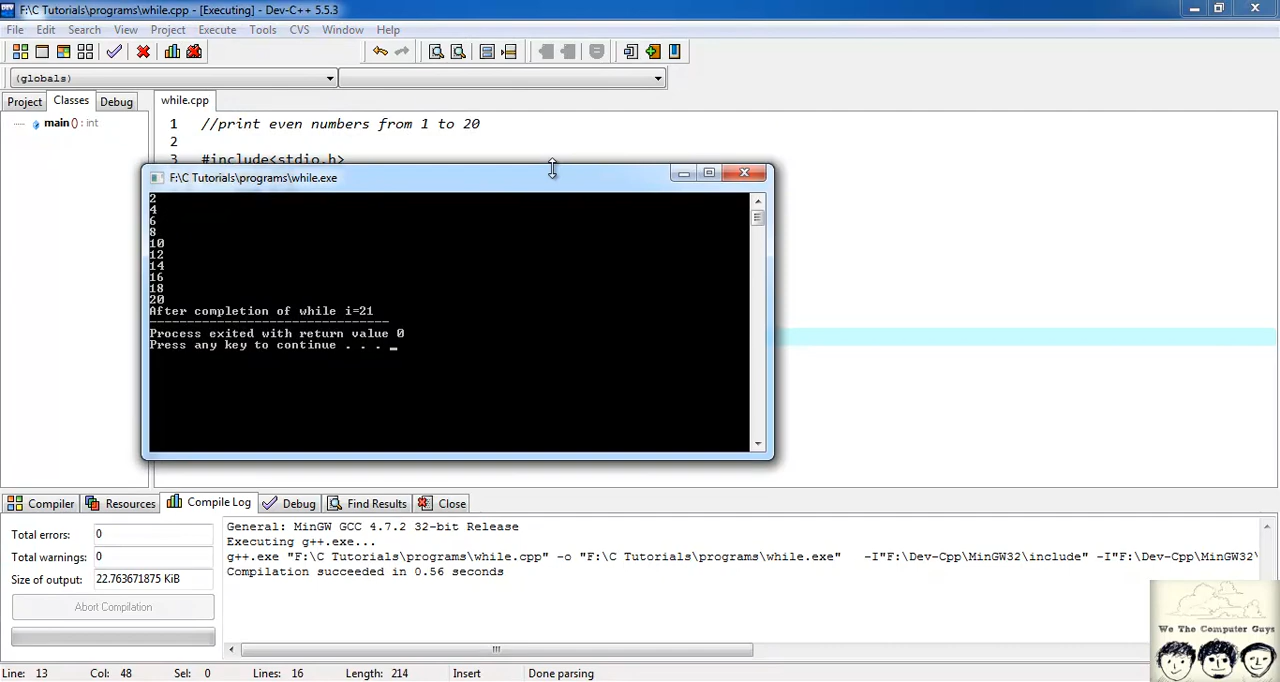 F:\C Tutorials\programs\while.cpp - [Executing] - Dev-C++ 5.5.3
File Edit Search View Project Execute Tools CVS Window Help
(globals)
Project Classes Debug while.cpp
main() : int
1 //print even numbers from 1 to 20
2
3 #include<stdio.h>
F:\C Tutorials\programs\while.exe
2
4
6
8
10
12
14
16
18
20
After completion of while i=21
--------------------------------
Process exited with return value 0
Press any key to continue . . . _
Compiler Resources Compile Log Debug Find Results Close
Total errors: 0
Total warnings: 0
Size of output: 22.763671875 KiB
Abort Compilation
General: MinGW GCC 4.7.2 32-bit Release
Executing g++.exe...
g++.exe "F:\C Tutorials\programs\while.cpp" -o "F:\C Tutorials\programs\while.exe" -I"F:\Dev-Cpp\MinGW32\include" -I"F:\Dev-Cpp\MinGW32\
Compilation succeeded in 0.56 seconds
We The Computer Guys
Line: 13 Col: 48 Sel: 0 Lines: 16 Length: 214 Insert Done parsing